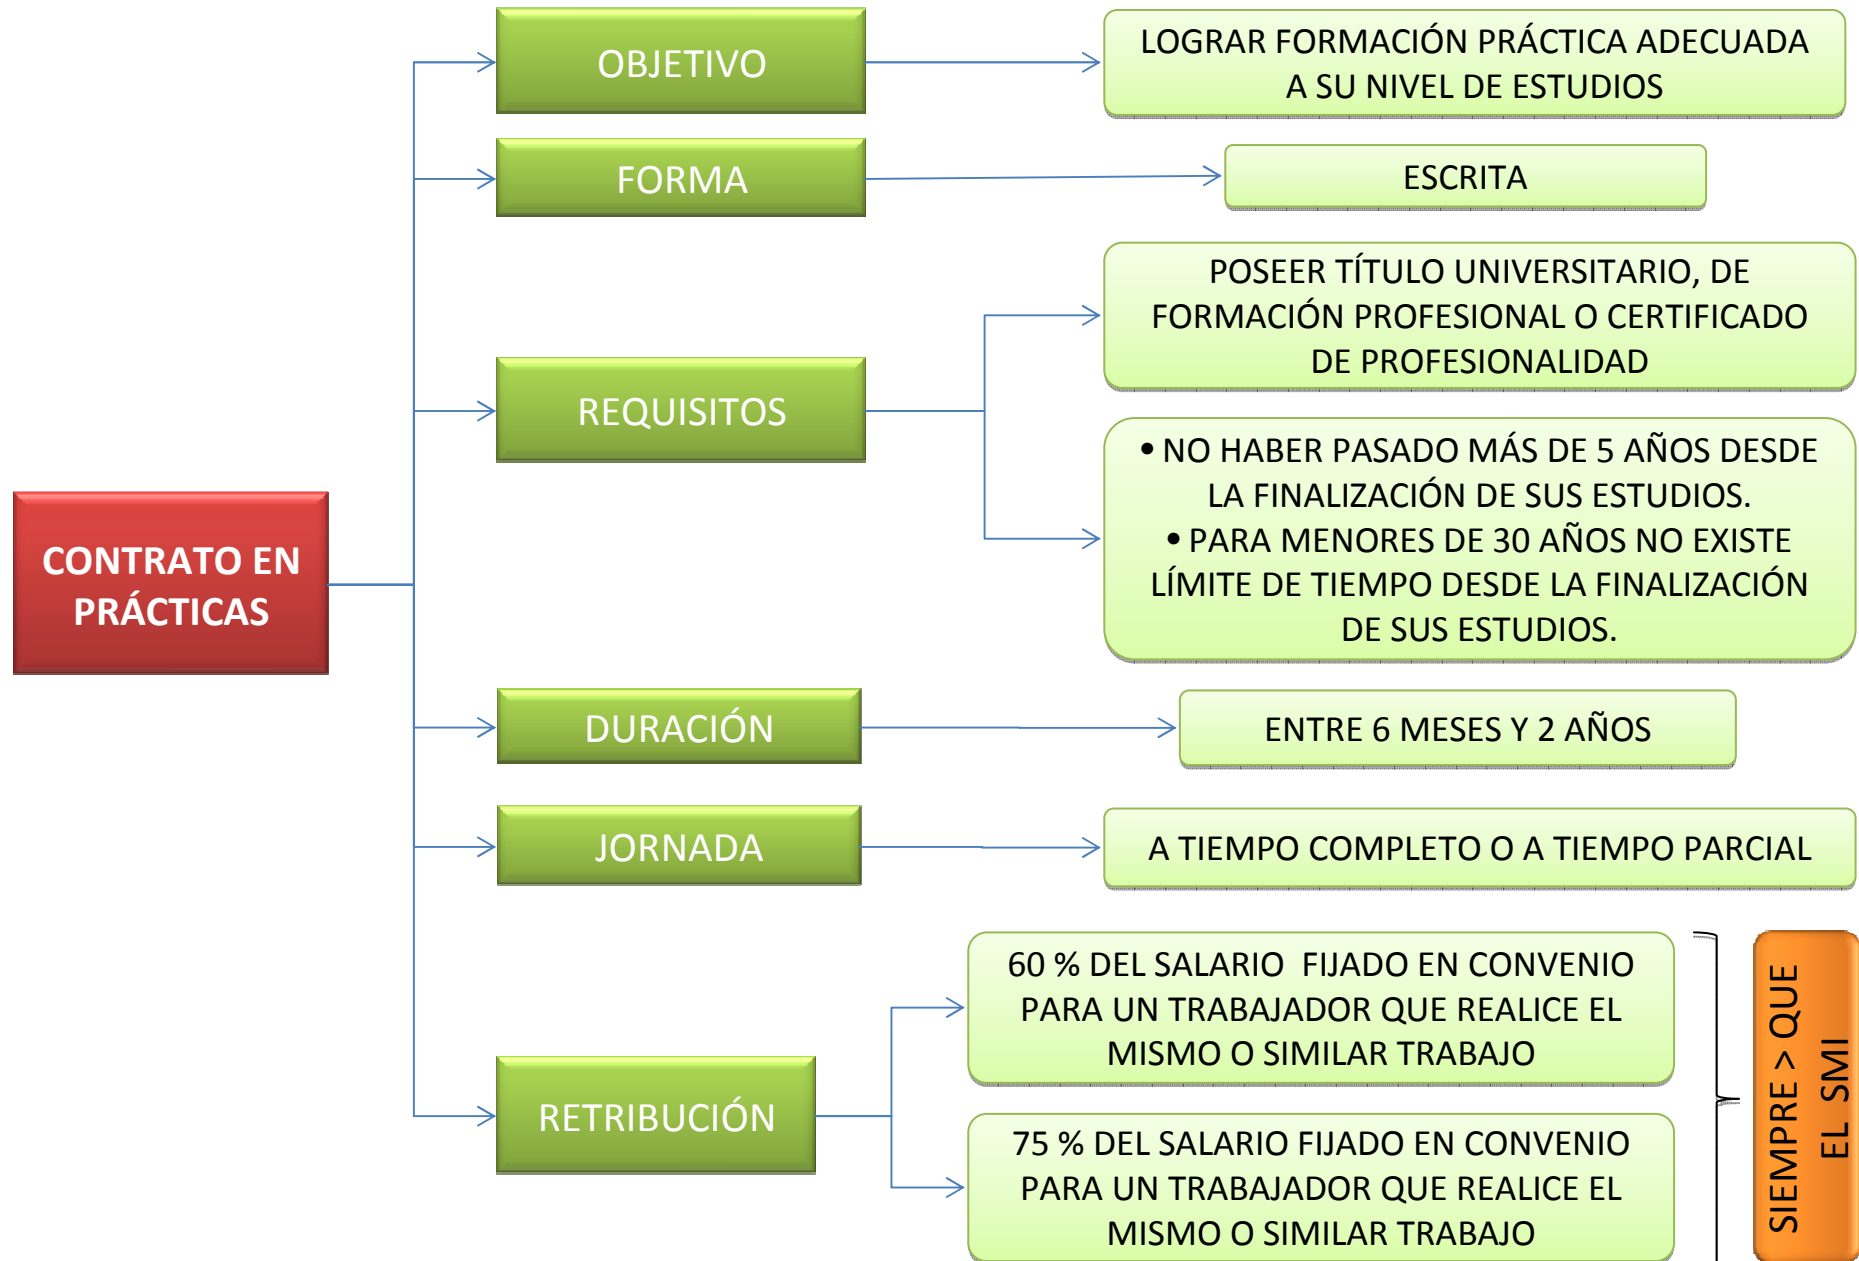 CONTRATO EN
PRÁCTICAS
OBJETIVO
LOGRAR FORMACIÓN PRÁCTICA ADECUADA
A SU NIVEL DE ESTUDIOS
FORMA
ESCRITA
REQUISITOS
POSEER TÍTULO UNIVERSITARIO, DE
FORMACIÓN PROFESIONAL O CERTIFICADO
DE PROFESIONALIDAD
• NO HABER PASADO MÁS DE 5 AÑOS DESDE
LA FINALIZACIÓN DE SUS ESTUDIOS.
• PARA MENORES DE 30 AÑOS NO EXISTE
LÍMITE DE TIEMPO DESDE LA FINALIZACIÓN
DE SUS ESTUDIOS.
DURACIÓN
ENTRE 6 MESES Y 2 AÑOS
JORNADA
A TIEMPO COMPLETO O A TIEMPO PARCIAL
RETRIBUCIÓN
60 % DEL SALARIO  FIJADO EN CONVENIO
PARA UN TRABAJADOR QUE REALICE EL
MISMO O SIMILAR TRABAJO
75 % DEL SALARIO FIJADO EN CONVENIO
PARA UN TRABAJADOR QUE REALICE EL
MISMO O SIMILAR TRABAJO
SIEMPRE > QUE
EL  SMI